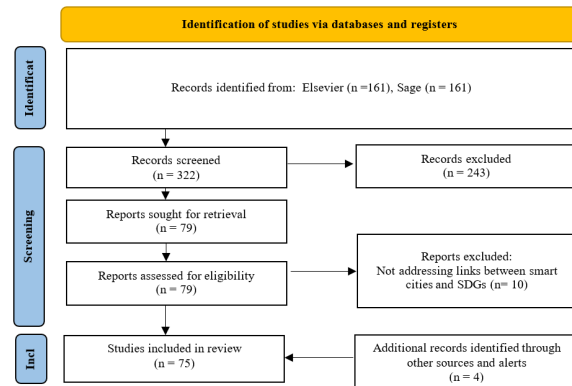 Identification of studies via databases and registers
Identificat
Records identified from: Elsevier (n =161), Sage (n = 161)
Screening
Records screened
(n = 322)
Records excluded
(n = 243)
Reports sought for retrieval
(n = 79)
Reports assessed for eligibility
(n = 79)
Reports excluded:
Not addressing links between smart
cities and SDGs (n= 10)
Incl
Studies included in review
(n = 75)
Additional records identified through
other sources and alerts
(n = 4)